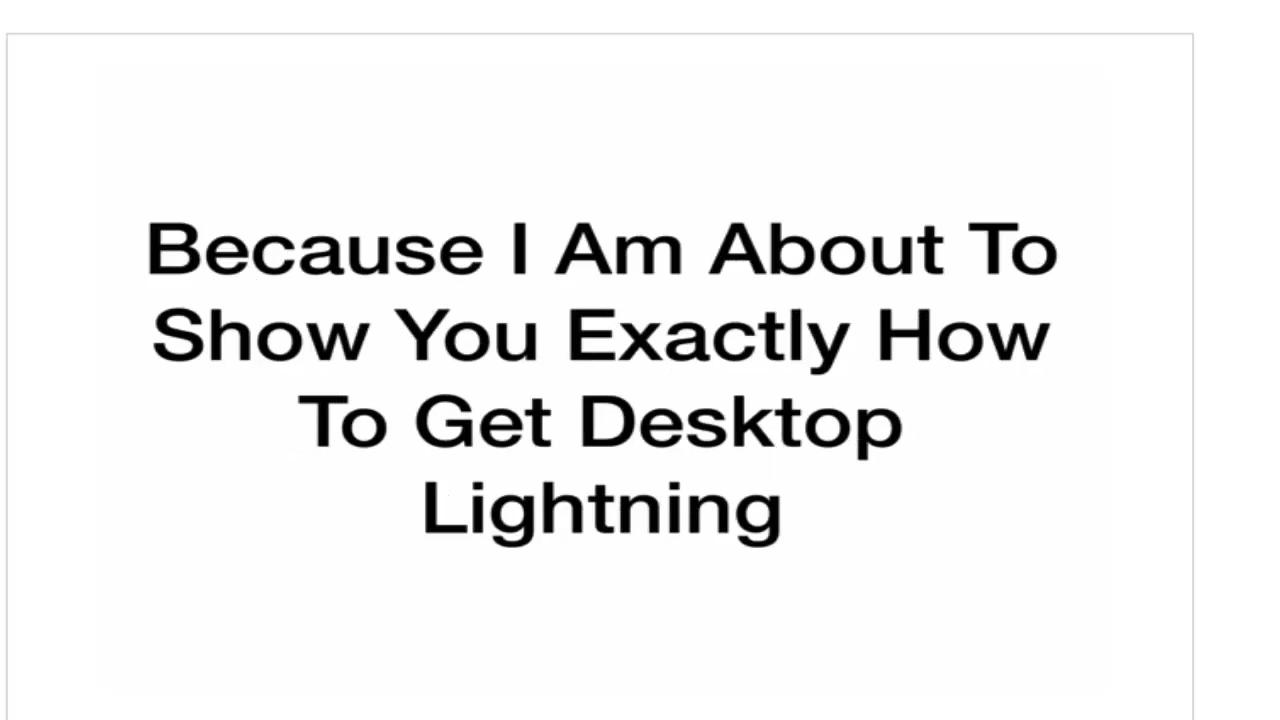 Because I Am About To
Show You Exactly How
To Get Desktop
Lightning